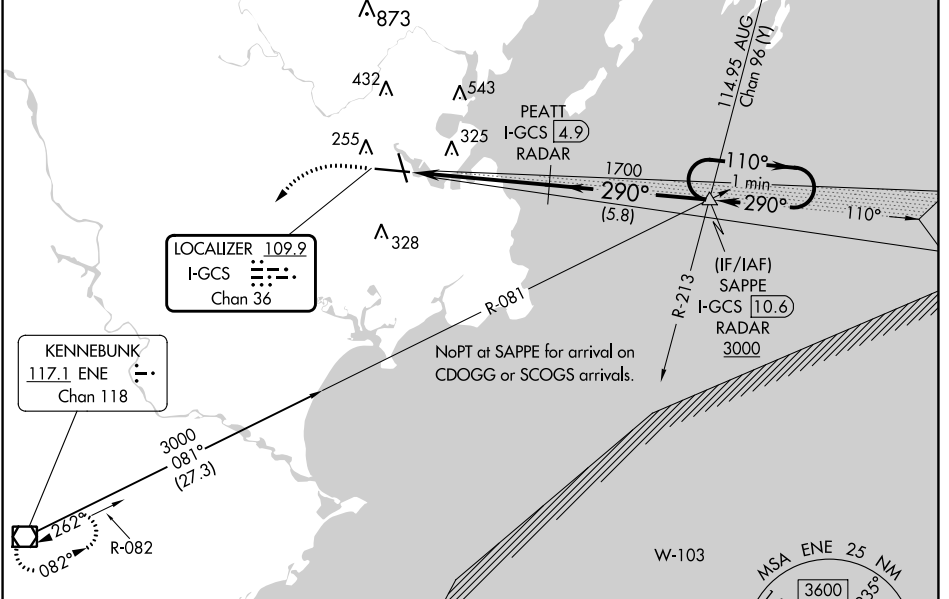 873
432
543
114.95 AUG
Chan 96 (Y)
PEATT
I-GCS 4.9
RADAR
255
325
1700
110°
1 min
290°
290°
(5.8)
110°
328
LOCALIZER 109.9
I-GCS
Chan 36
(IF/IAF)
SAPPE
I-GCS 10.6
RADAR
3000
R-213
R-081
NoPT at SAPPE for arrival on
CDOGG or SCOGS arrivals.
KENNEBUNK
117.1 ENE
Chan 118
3000
081°
(27.3)
262°
082°
R-082
W-103
MSA ENE 25 NM
3600